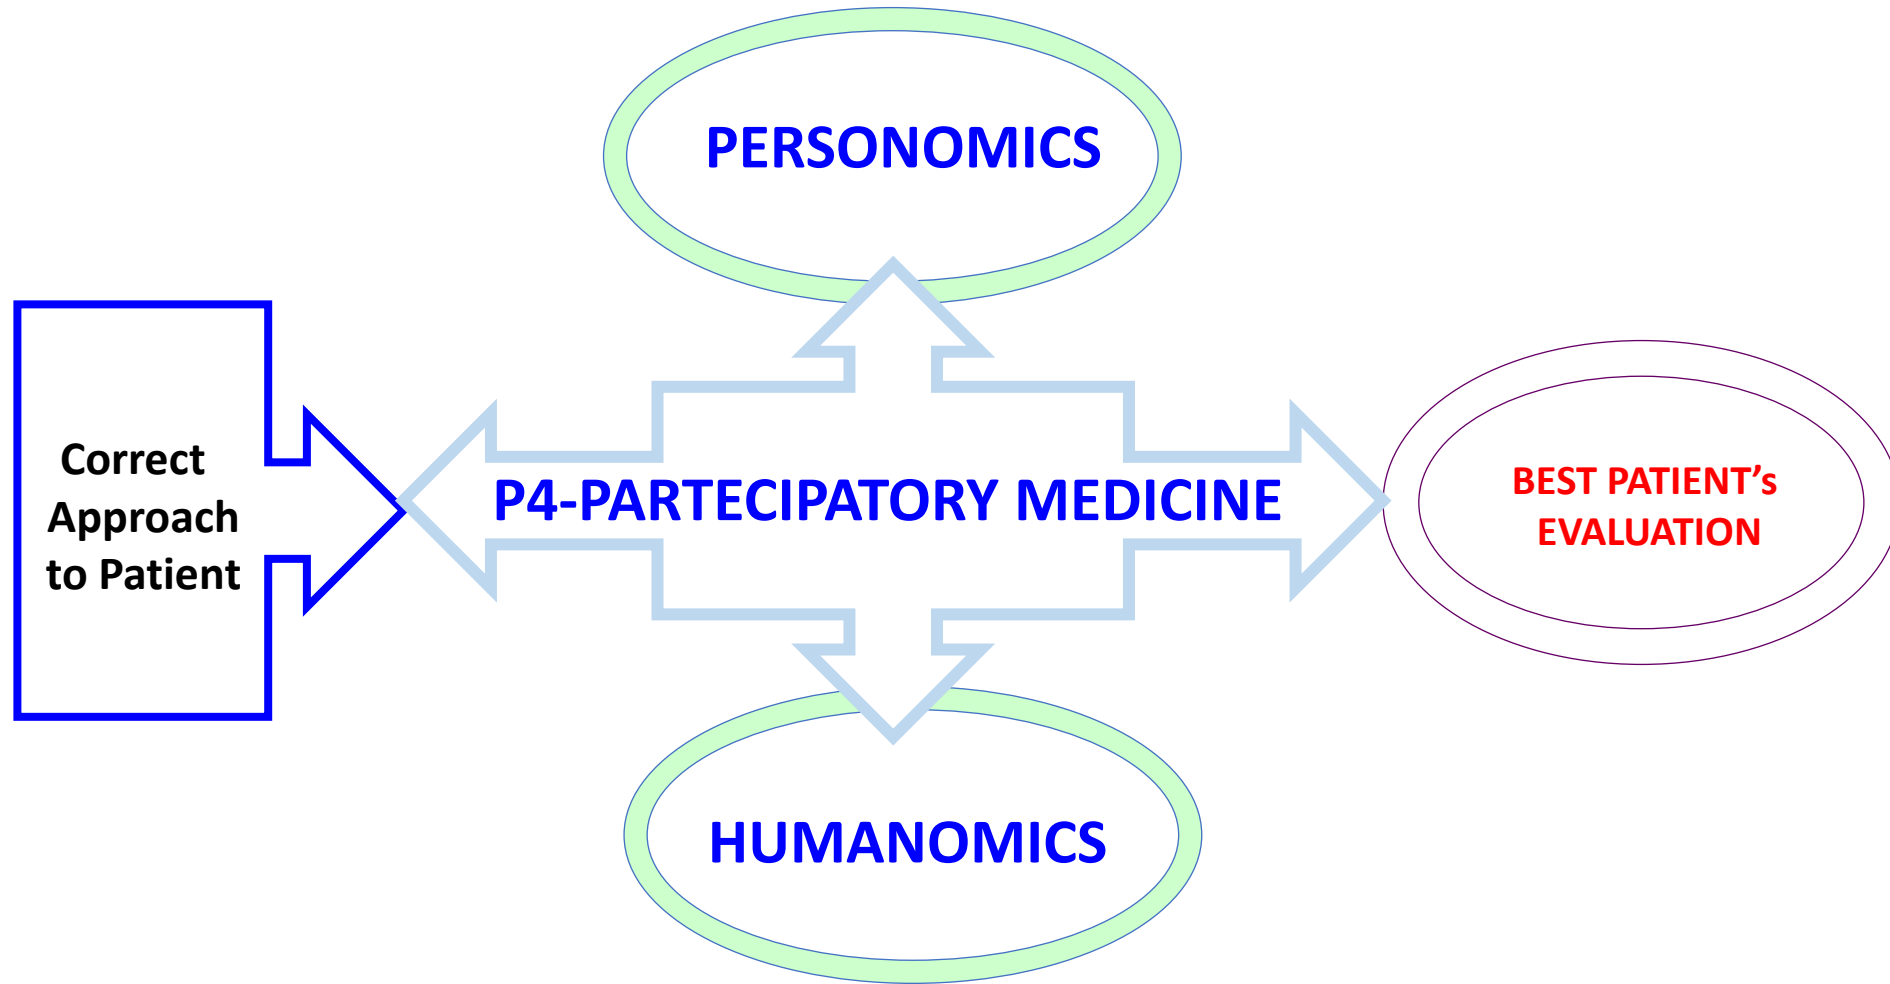 PERSONOMICS
Correct
Approach
to Patient
P4-PARTECIPATORY MEDICINE
BEST PATIENT’s
EVALUATION
HUMANOMICS